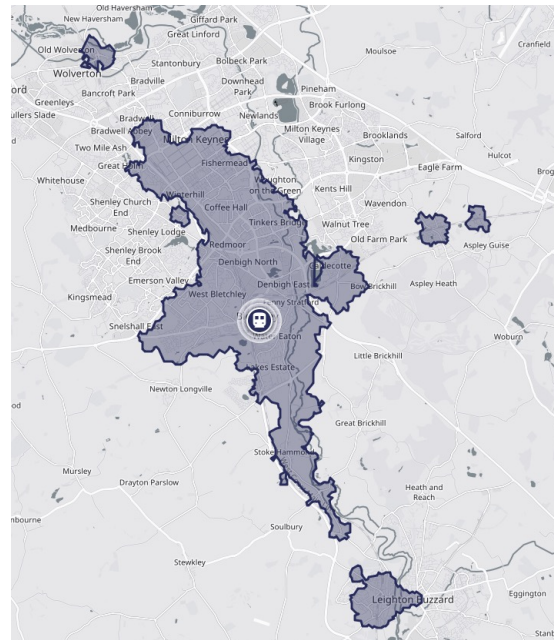 Old Haversham
New Haversham
Giffard Park
Cranfield
Great Linford
Old Wolverton
Moulsoe
Stantonbury
Bolbeck Park
Wolverton
Bradville
Downhead
Park
Pineham
Bancroft Park
Greenleys
Brook Furlong
Conniburrow
Newlands
Bradwell
Milton Keynes
Village
Bradwell Abbey
Milton Keynes
Brooklands
Salford
Two Mile Ash
Hulcot
Fishermead
Kingston
Eagle Farm
Whitehouse
Woughton
on the Green
Kents Hill
Winterhill
Shenley Church
End
Coffee Hall
Wavendon
Medbourne
Tinkers Bridge
Walnut Tree
Shenley Lodge
Old Farm Park
Redmoor
Aspley Guise
Shenley Brook
End
Denbigh North
Caldecotte
Emerson Valley
Denbigh East
Bow Brickhill
Aspley Heath
Kingsmead
West Bletchley
Fenny Stratford
Snelshall East
Eaton
Woburn
Little Brickhill
Lakes Estate
Newton Longville
Great Brickhill
Stoke Hammond
Mursley
Drayton Parslow
Heath and
Reach
Soulbury
Stewkley
Eggington
Leighton Buzzard